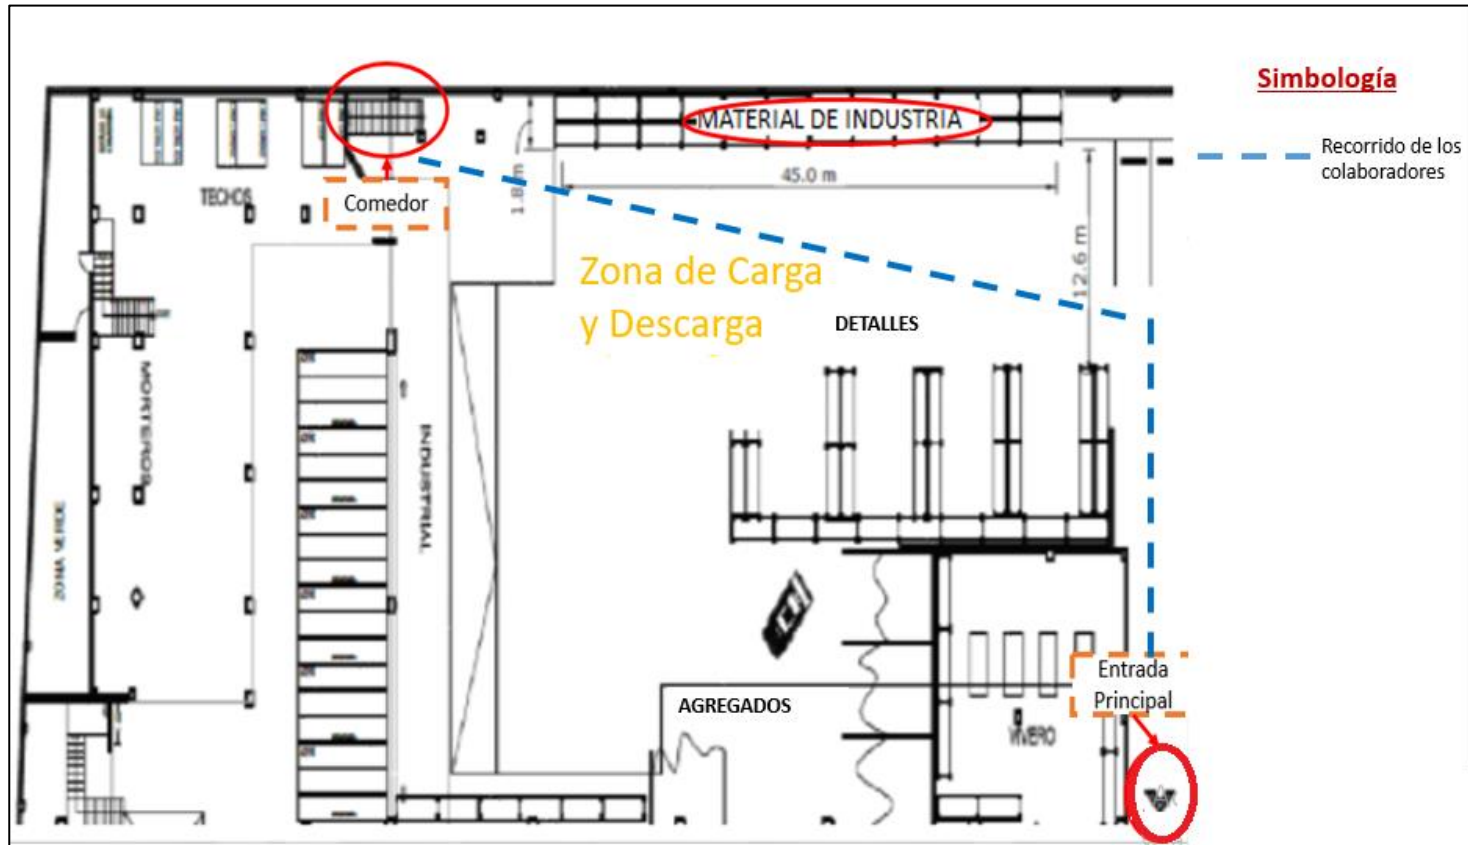 Simbología
Recorrido de los
colaboradores
MATERIAL DE INDUSTRIA
45.0 m
1.8 m
12.6 m
TECHOS
Comedor
Zona de Carga
y Descarga
DETALLES
MORTEROS
INDUSTRIAL
ZONA VERDE
AGREGADOS
Entrada
Principal
VIVERO